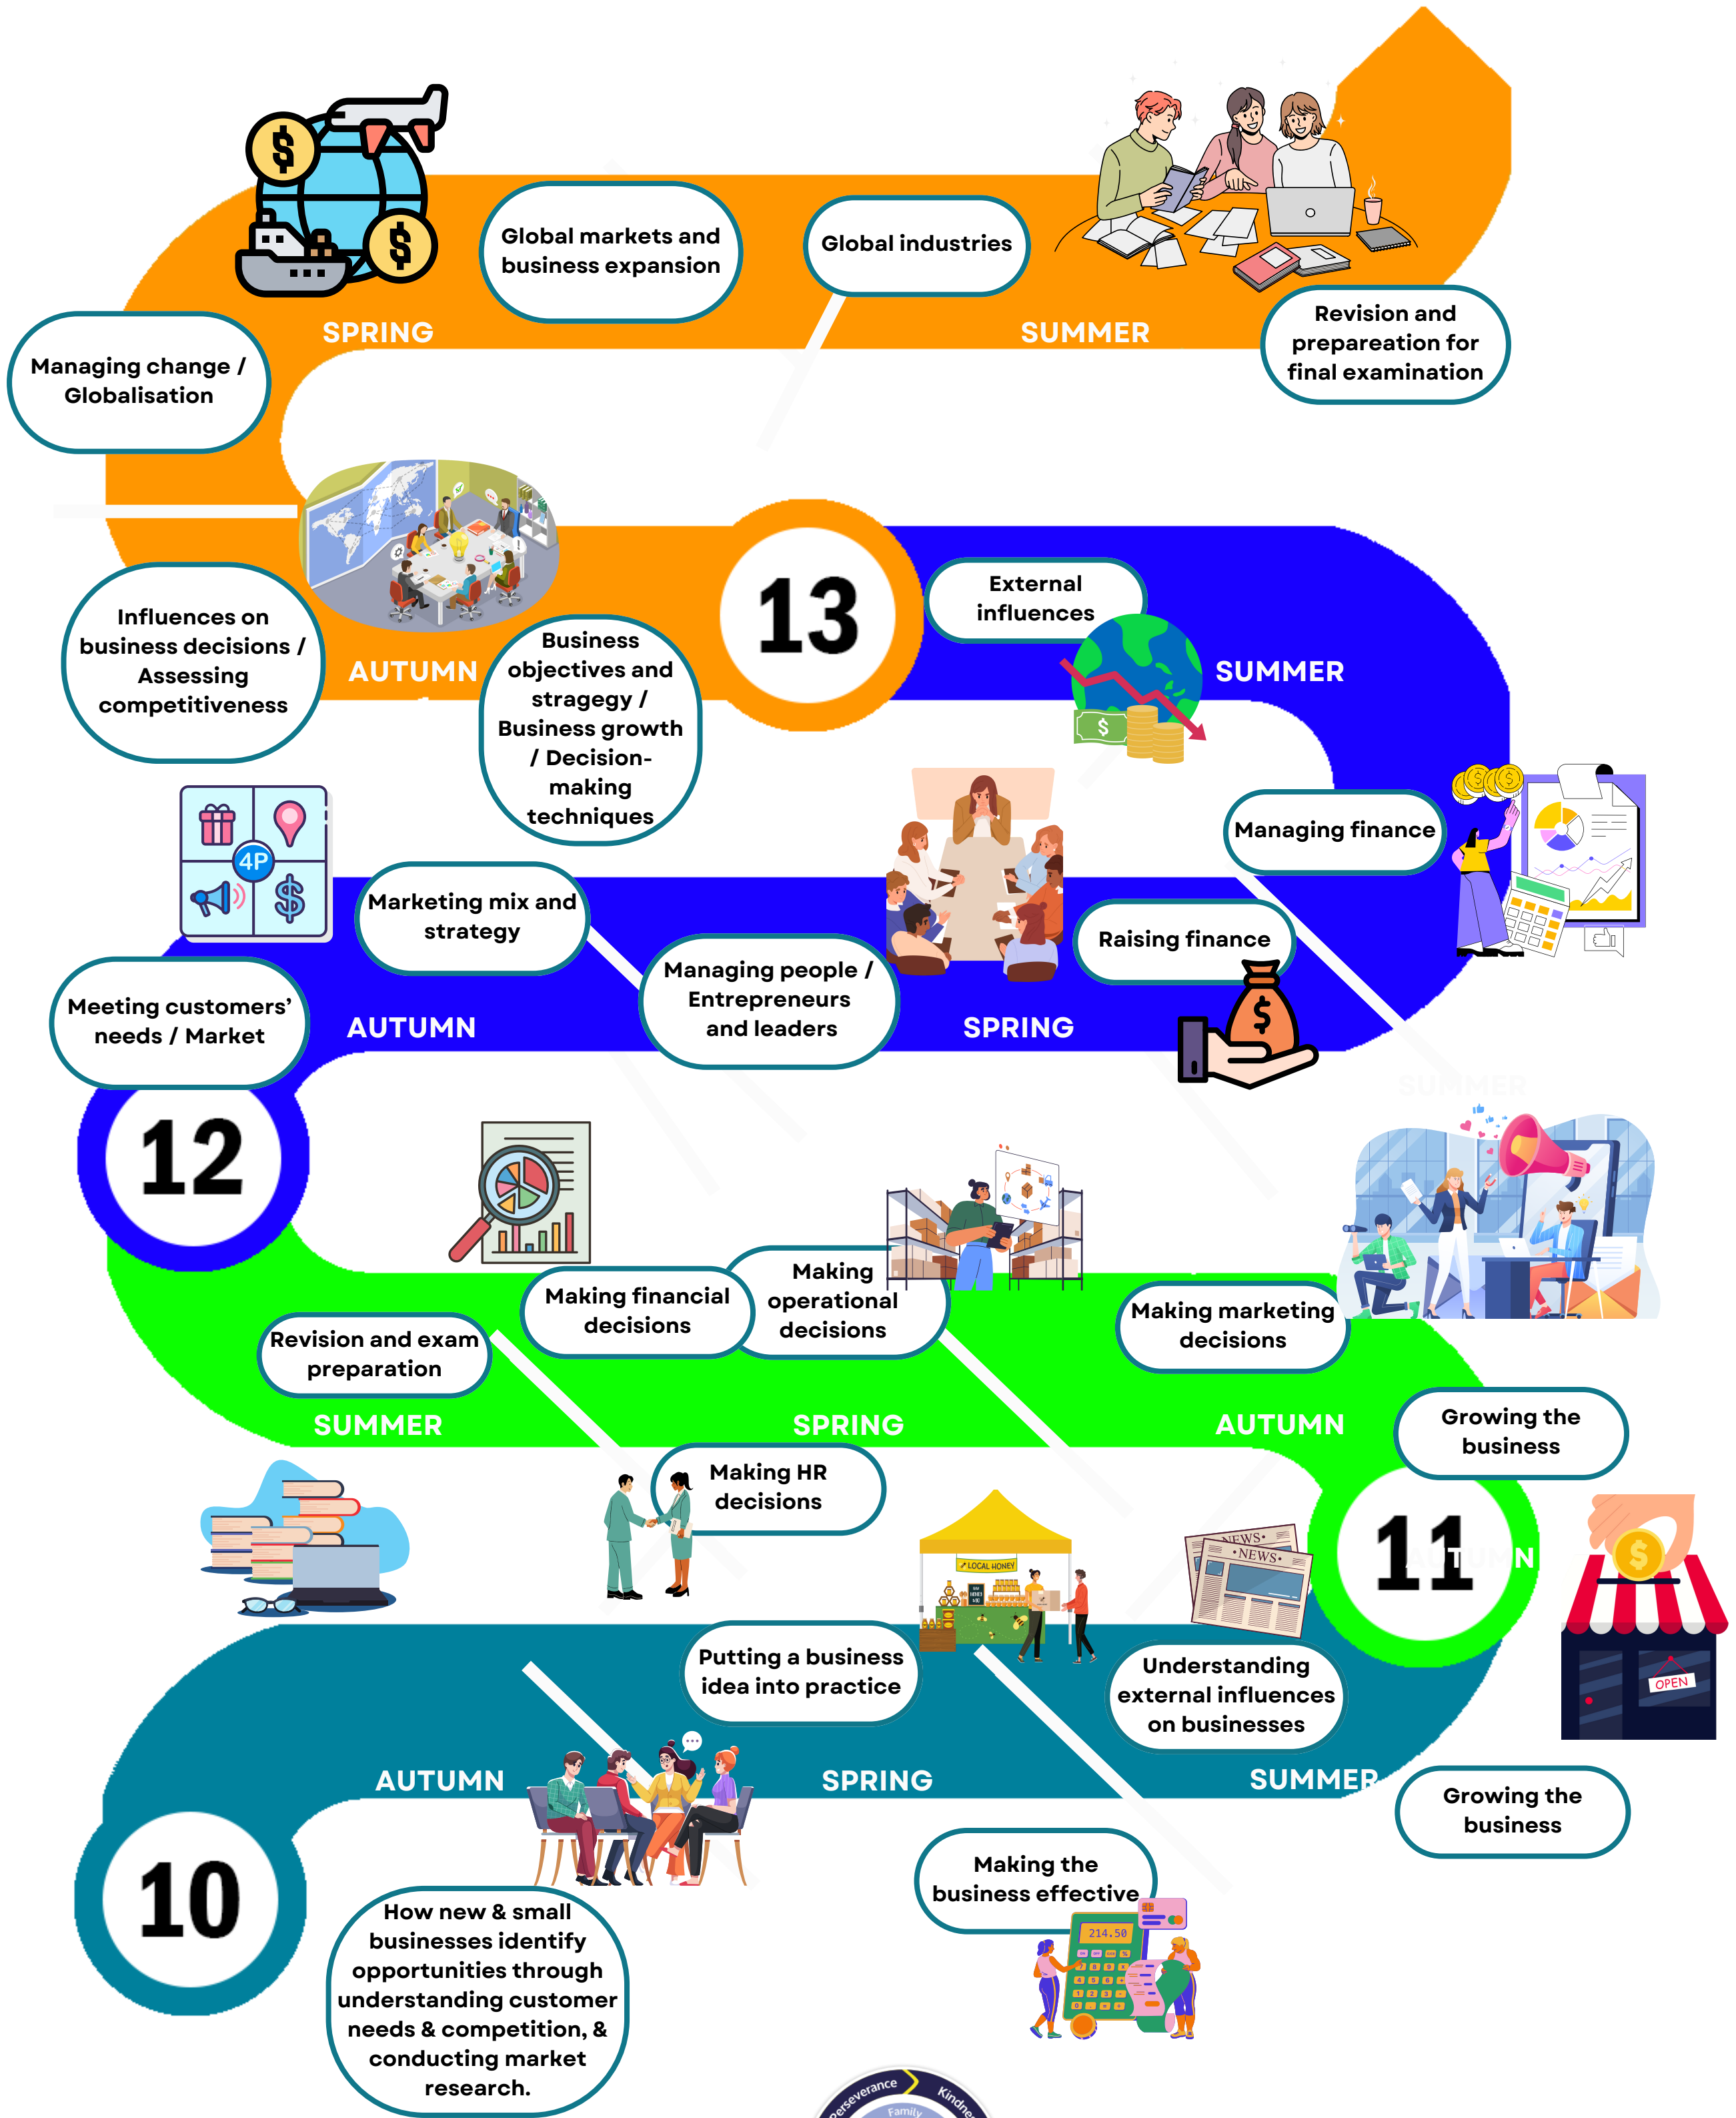 Global markets and
business expansion
Global industries
SPRING
SUMMER
Revision and
prepareation for
final examination
Managing change /
Globalisation
13
External
influences
Influences on
business decisions /
Assessing
competitiveness
AUTUMN
Business
objectives and
stragegy /
Business growth
/ Decision-
making
techniques
SUMMER
$
Managing finance
4P
Marketing mix and
strategy
Managing people /
Entrepreneurs
and leaders
Raising finance
Meeting customers’
needs / Market
AUTUMN
SPRING
$
SUMMER
12
Making financial
decisions
Making
operational
decisions
Making marketing
decisions
Revision and exam
preparation
SUMMER
SPRING
AUTUMN
Growing the
business
Making HR
decisions
11
AUTUMN
LOCAL HONEY
NEWS
NEWS
$
OPEN
Putting a business
idea into practice
Understanding
external influences
on businesses
AUTUMN
SPRING
SUMMER
Growing the
business
10
Making the
business effective
214.50
How new & small
businesses identify
opportunities through
understanding customer
needs & competition, &
conducting market
research.
Perseverance
Family